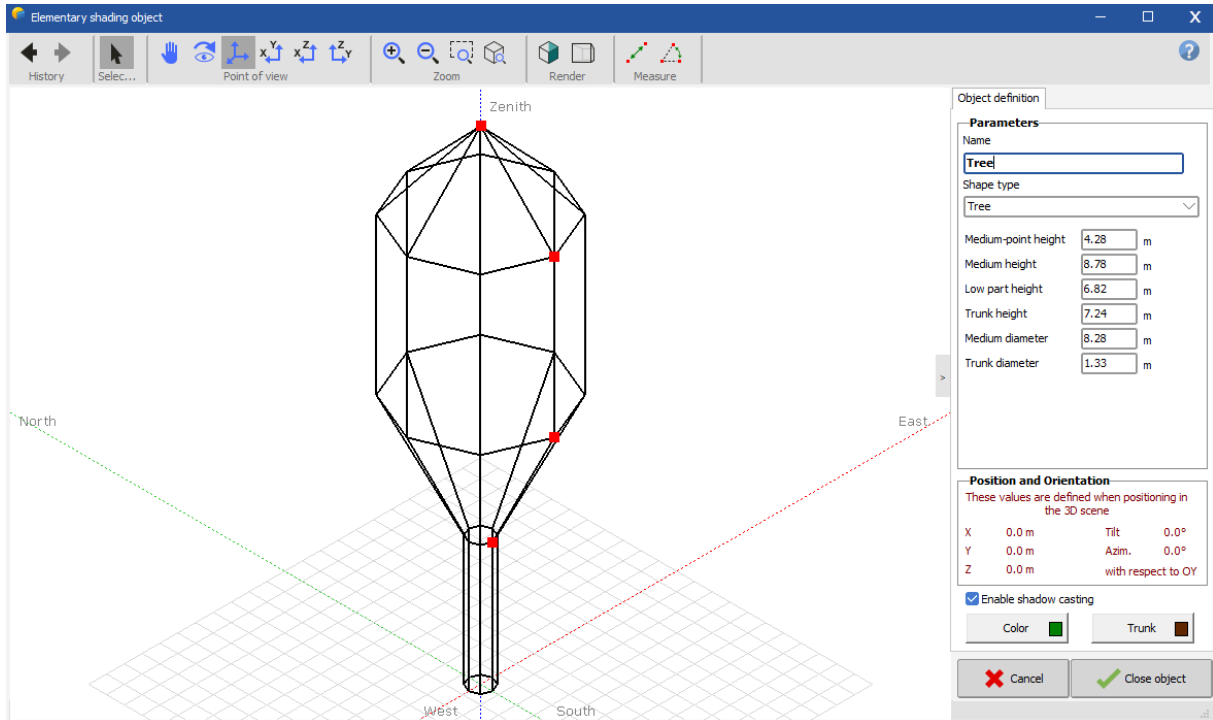 Elementary shading object
X
History
Selec...
Point of view
Zoom
Render
Measure
?
Zenith
North
East
West
South
>
Object definition
Parameters
Name
Tree
Shape type
Tree
Medium-point height 4.28 m
Medium height 8.78 m
Low part height 6.82 m
Trunk height 7.24 m
Medium diameter 8.28 m
Trunk diameter 1.33 m
Position and Orientation
These values are defined when positioning in
the 3D scene
X 0.0 m Tilt 0.0°
Y 0.0 m Azim. 0.0°
Z 0.0 m with respect to OY
Enable shadow casting
Color Trunk
Cancel Close object